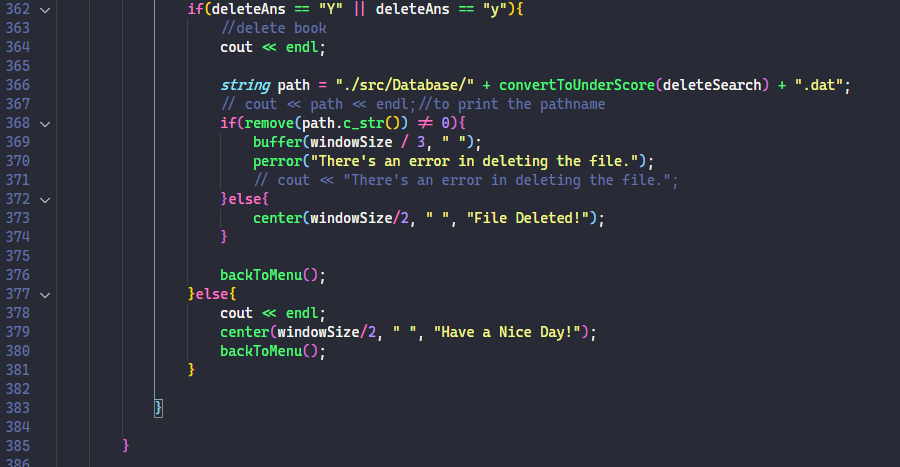 362 if(deleteAns == "Y" || deleteAns == "y"){
363 //delete book
364 cout << endl;
365
366 string path = "./src/Database/" + convertToUnderScore(deleteSearch) + ".dat";
367 // cout << path << endl;//to print the pathname
368 if(remove(path.c_str()) != 0){
369 buffer(windowSize / 3, " ");
370 perror("There's an error in deleting the file.");
371 // cout << "There's an error in deleting the file.";
372 }else{
373 center(windowSize/2, " ", "File Deleted!");
374 }
375
376 backToMenu();
377 }else{
378 cout << endl;
379 center(windowSize/2, " ", "Have a Nice Day!");
380 backToMenu();
381 }
382
383 }
384
385 }
386